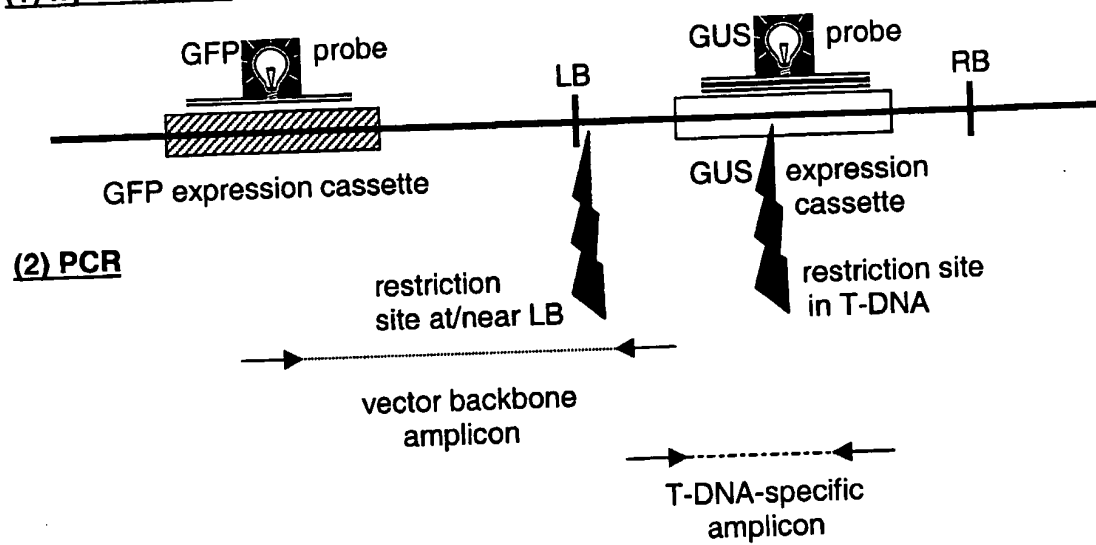 GFP probe
GUS probe
LB
RB
GFP expression cassette
GUS expression
cassette
(2) PCR
restriction
site at/near LB
restriction site
in T-DNA
vector backbone
amplicon
T-DNA-specific
amplicon